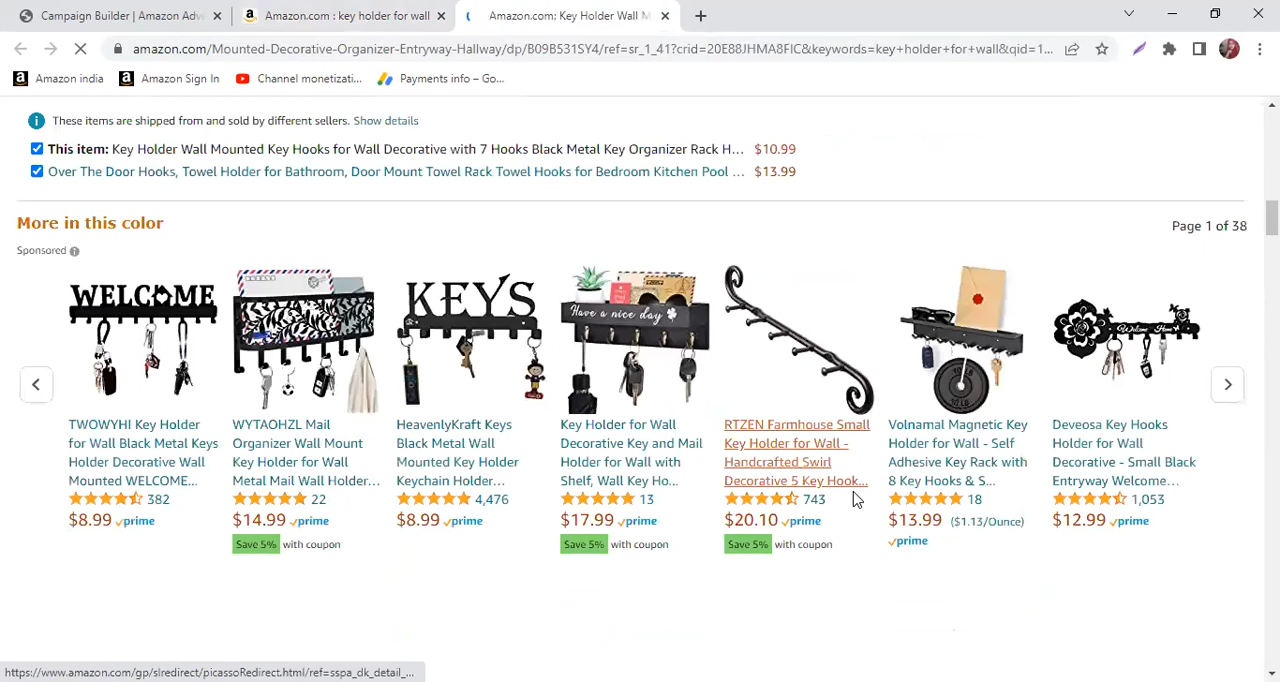 Campaign Builder | Amazon Adve
Amazon.com : key holder for wall
Amazon.com: Key Holder Wall M
amazon.com/Mounted-Decorative-Organizer-Entryway-Hallway/dp/B09B531SY4/ref=sr_1_41?crid=20E88JHMA8FIC&keywords=key+holder+for+wall&qid=1...
Amazon india
Amazon Sign In
Channel monetizati...
Payments info – Go...
These items are shipped from and sold by different sellers. Show details
This item: Key Holder Wall Mounted Key Hooks for Wall Decorative with 7 Hooks Black Metal Key Organizer Rack H... $10.99
Over The Door Hooks, Towel Holder for Bathroom, Door Mount Towel Rack Towel Hooks for Bedroom Kitchen Pool ... $13.99
More in this color
Page 1 of 38
Sponsored
WELCOME
KEYS
Have a nice day
Welcome Home
TWOWYHI Key Holder
for Wall Black Metal Keys
Holder Decorative Wall
Mounted WELCOME...
382
$8.99 prime
WYTAOHZL Mail
Organizer Wall Mount
Key Holder for Wall
Metal Mail Wall Holder...
22
$14.99 prime
Save 5% with coupon
HeavenlyKraft Keys
Black Metal Wall
Mounted Key Holder
Keychain Holder...
4,476
$8.99 prime
Key Holder for Wall
Decorative Key and Mail
Holder for Wall with
Shelf, Wall Key Ho...
13
$17.99 prime
Save 5% with coupon
RTZEN Farmhouse Small
Key Holder for Wall -
Handcrafted Swirl
Decorative 5 Key Hook...
743
$20.10 prime
Save 5% with coupon
Volnamal Magnetic Key
Holder for Wall - Self
Adhesive Key Rack with
8 Key Hooks & S...
18
$13.99 ($1.13/Ounce)
prime
Deveosa Key Hooks
Holder for Wall
Decorative - Small Black
Entryway Welcome...
1,053
$12.99 prime
https://www.amazon.com/gp/slredirect/picassoRedirect.html/ref=sspa_dk_detail_...